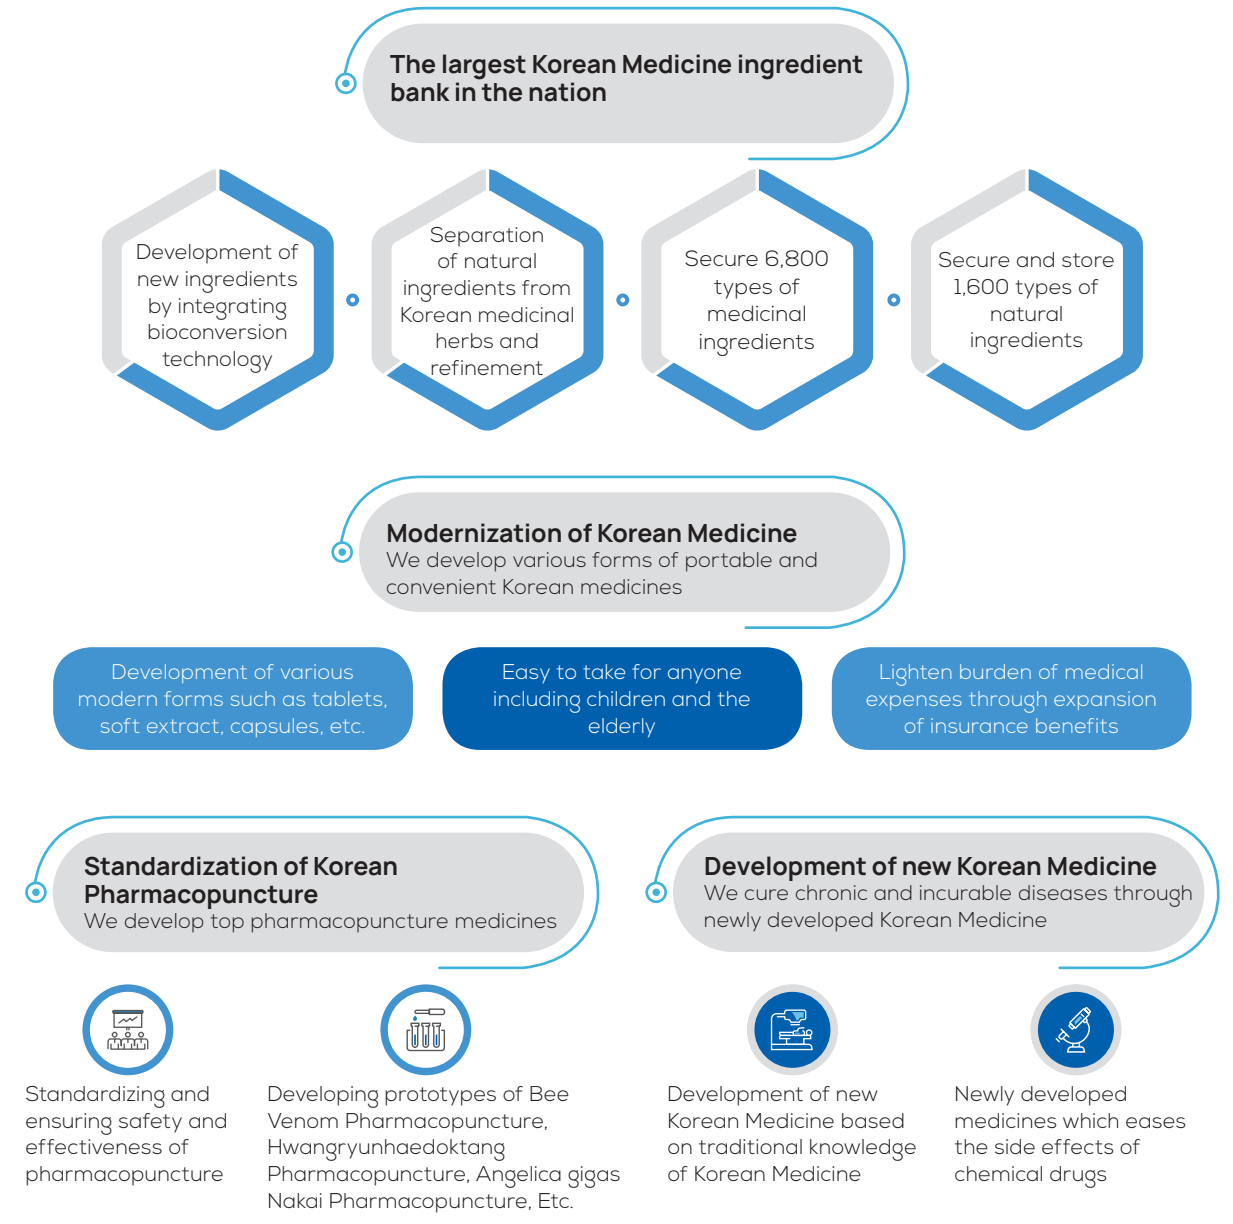 The largest Korean Medicine ingredient
bank in the nation
Development of
new ingredients
by integrating
bioconversion
technology
Separation
of natural
ingredients from
Korean medicinal
herbs and
refinement
Secure 6,800
types of
medicinal
ingredients
Secure and store
1,600 types of
natural
ingredients
Modernization of Korean Medicine
We develop various forms of portable and
convenient Korean medicines
Development of various
modern forms such as tablets,
soft extract, capsules, etc.
Easy to take for anyone
including children and the
elderly
Lighten burden of medical
expenses through expansion
of insurance benefits
Standardization of Korean
Pharmacopuncture
We develop top pharmacopuncture medicines
Standardizing and
ensuring safety and
effectiveness of
pharmacopuncture
Developing prototypes of Bee
Venom Pharmacopuncture,
Hwangryunhaedoktang
Pharmacopuncture, Angelica gigas
Nakai Pharmacopuncture, Etc.
Development of new Korean Medicine
We cure chronic and incurable diseases through
newly developed Korean Medicine
Development of new
Korean Medicine based
on traditional knowledge
of Korean Medicine
Newly developed
medicines which eases
the side effects of
chemical drugs